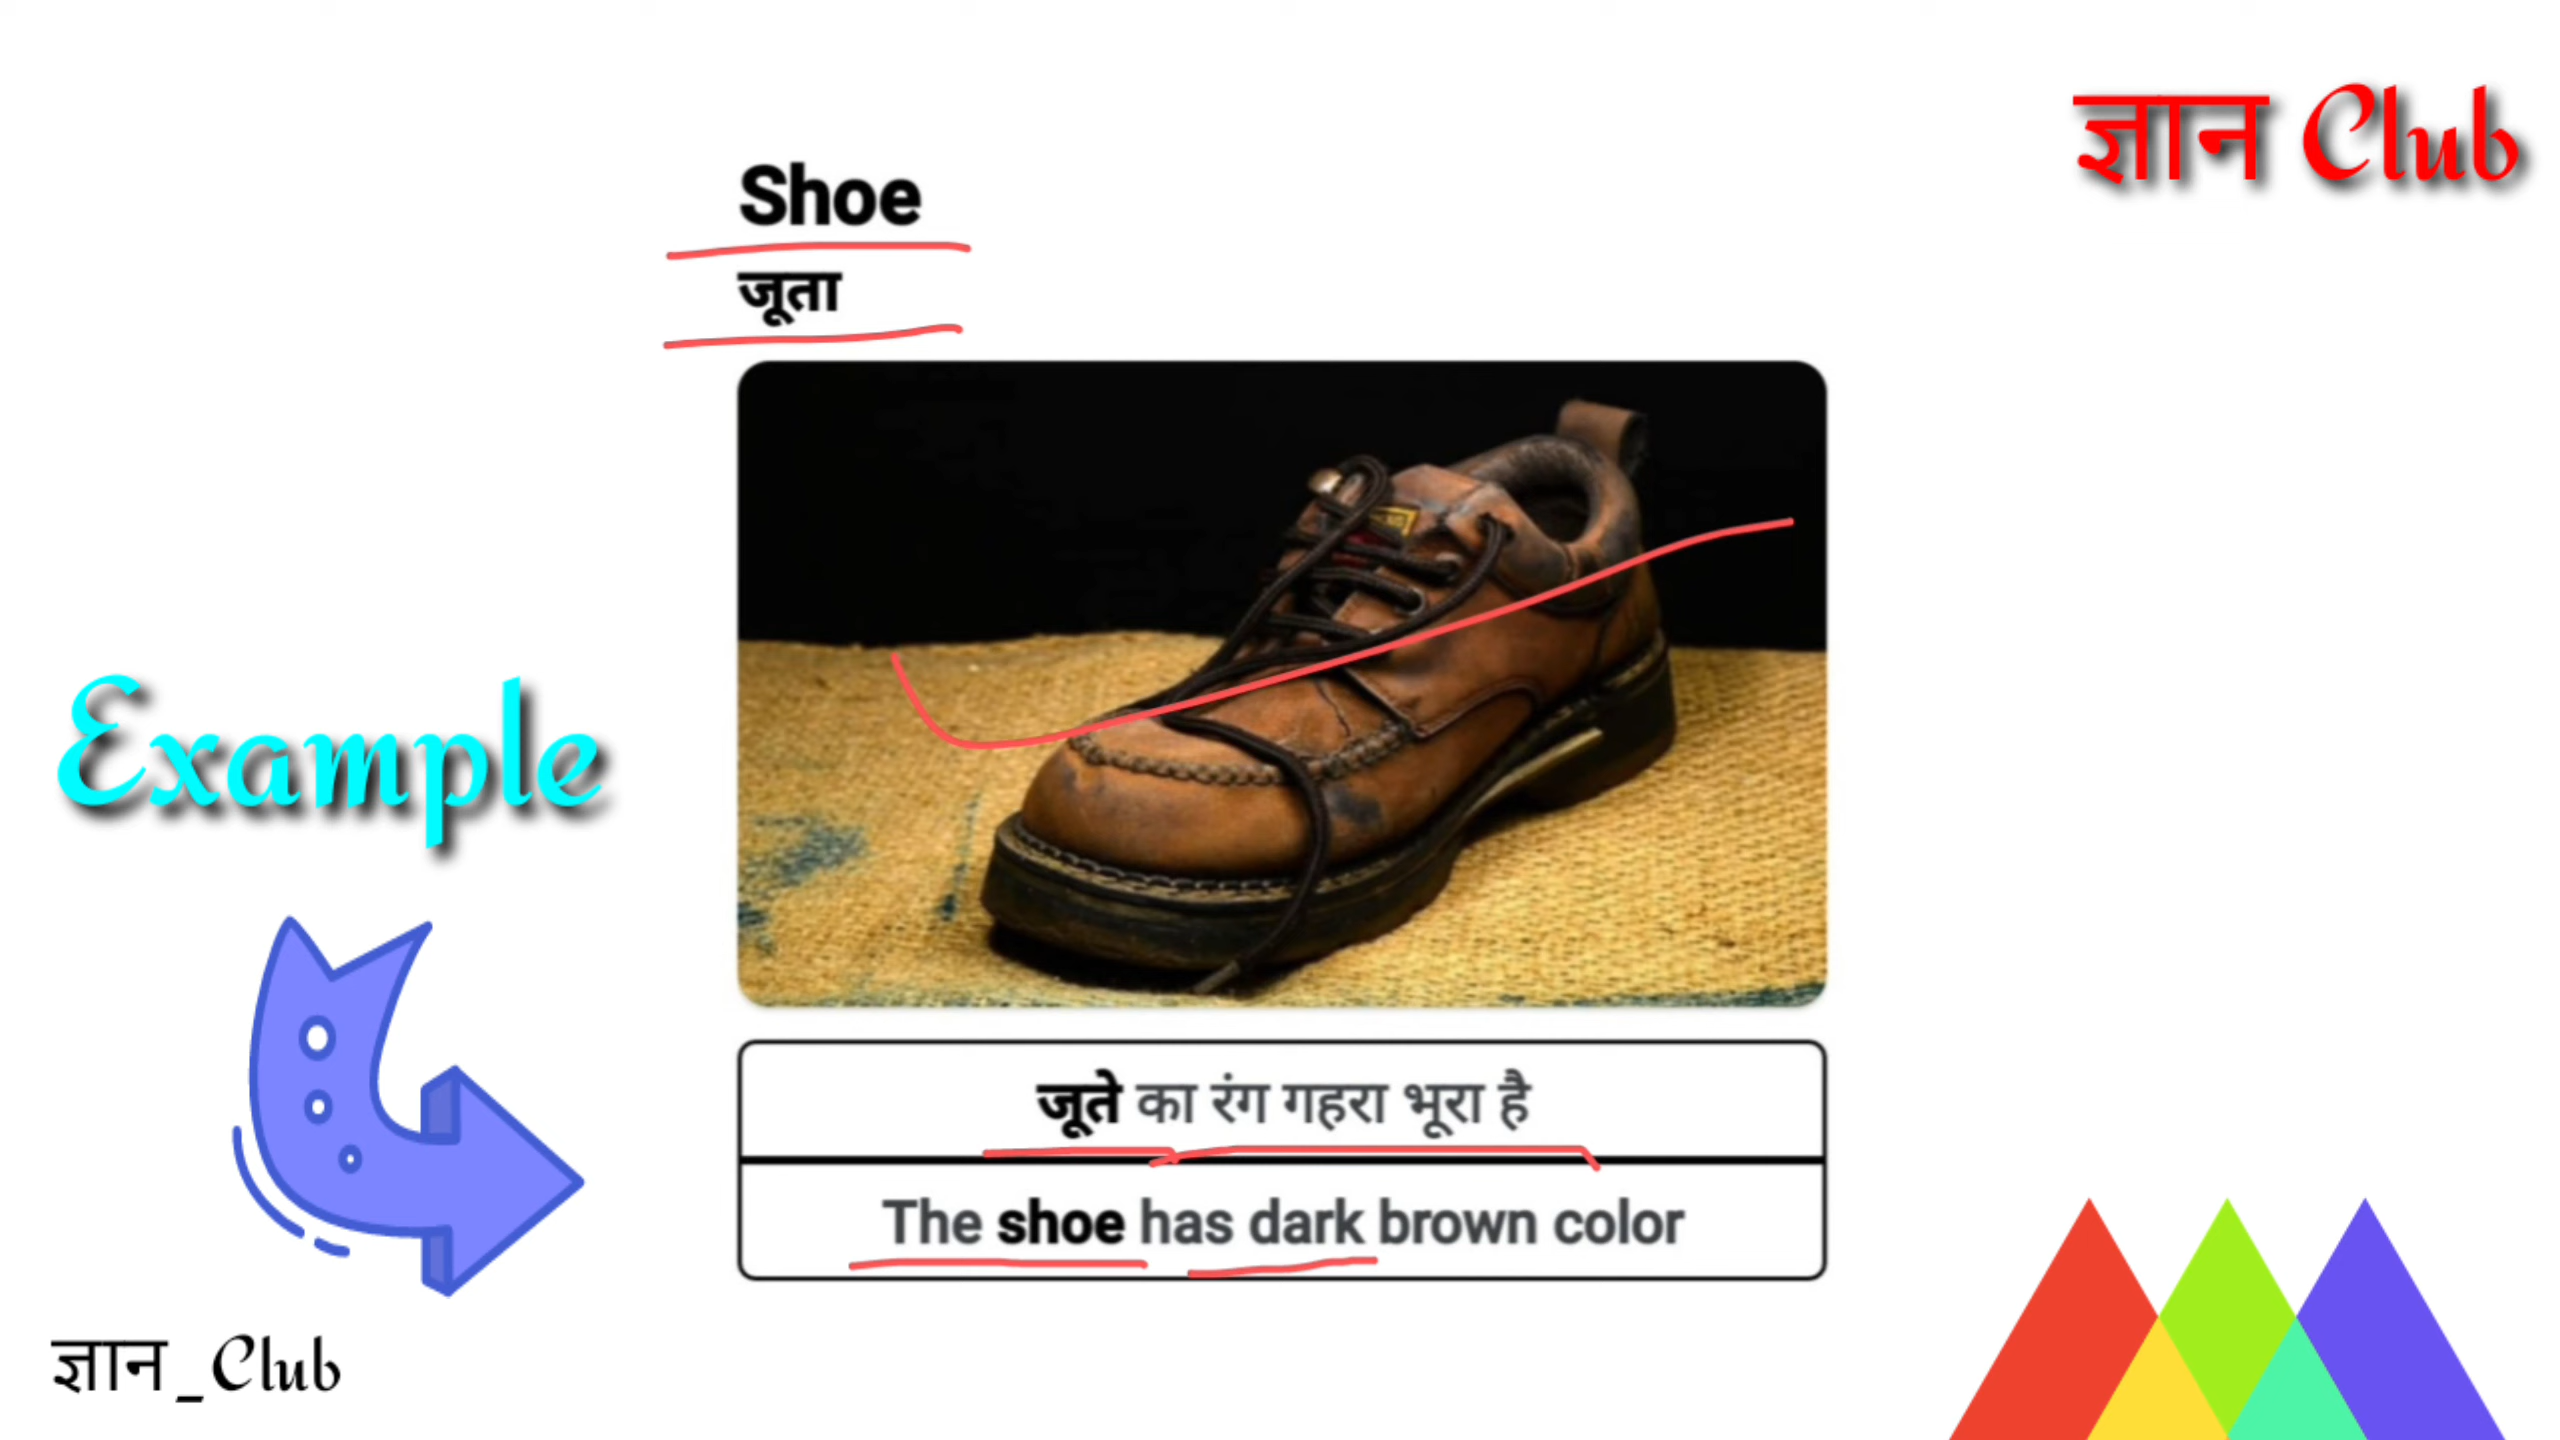 ज्ञान Club
Shoe
जूता
Example
जूते का रंग गहरा भूरा है
The shoe has dark brown color
ज्ञान_Club